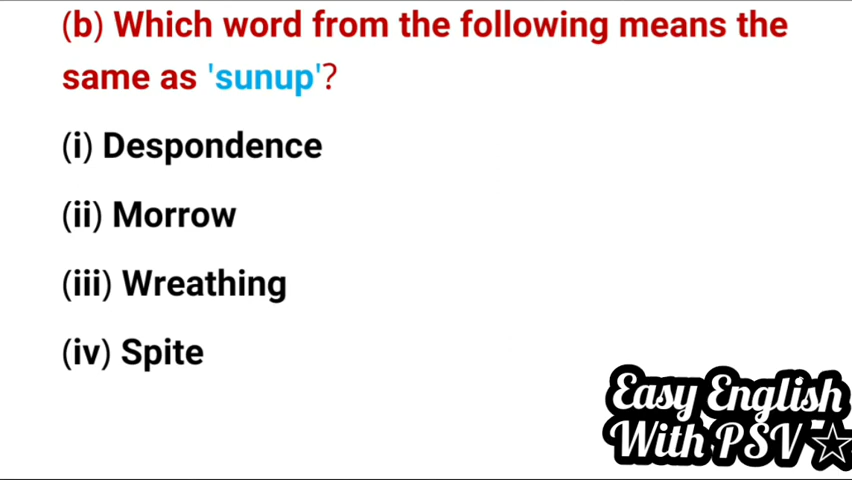 (b) Which word from the following means the
same as 'sunup'?
(i) Despondence
(ii) Morrow
(iii) Wreathing
(iv) Spite
Easy English
With PSV